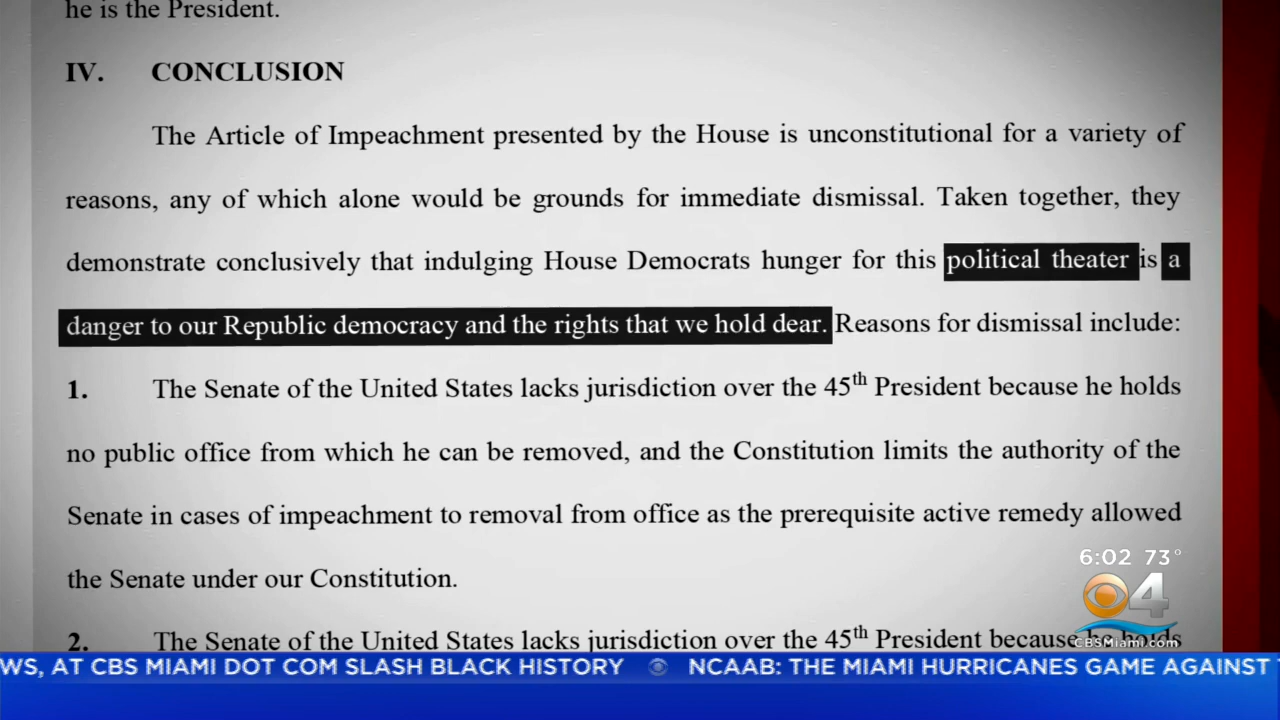 he is the President.
IV. CONCLUSION
The Article of Impeachment presented by the House is unconstitutional for a variety of
reasons, any of which alone would be grounds for immediate dismissal. Taken together, they
demonstrate conclusively that indulging House Democrats hunger for this political theater is a
danger to our Republic democracy and the rights that we hold dear. Reasons for dismissal include:
1. The Senate of the United States lacks jurisdiction over the 45th President because he holds
no public office from which he can be removed, and the Constitution limits the authority of the
Senate in cases of impeachment to removal from office as the prerequisite active remedy allowed
the Senate under our Constitution.
6:02 73°
4
2. The Senate of the United States lacks jurisdiction over the 45th President because he holds
CBSMiami.com
WS, AT CBS MIAMI DOT COM SLASH BLACK HISTORY NCAAB: THE MIAMI HURRICANES GAME AGAINST